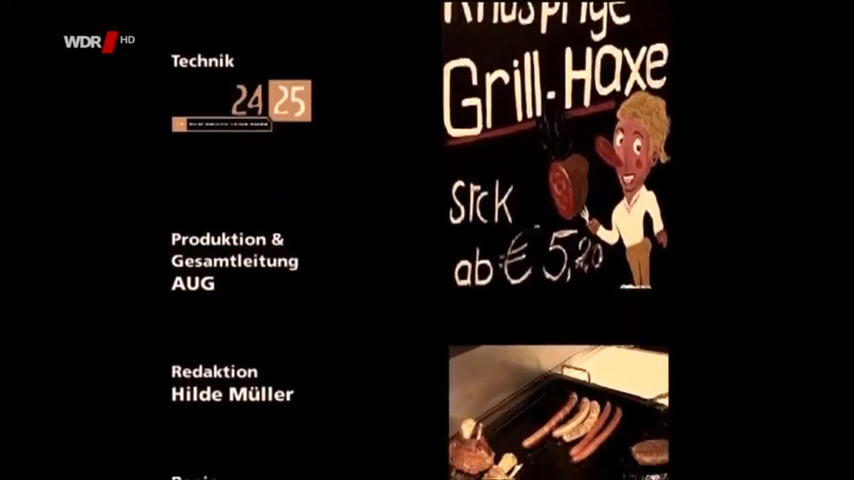 WDR HD
Technik
24 25
Produktion &
Gesamtleitung
AUG
Redaktion
Hilde Müller
Knusprige
Grill-Haxe
Stck
ab € 5,20